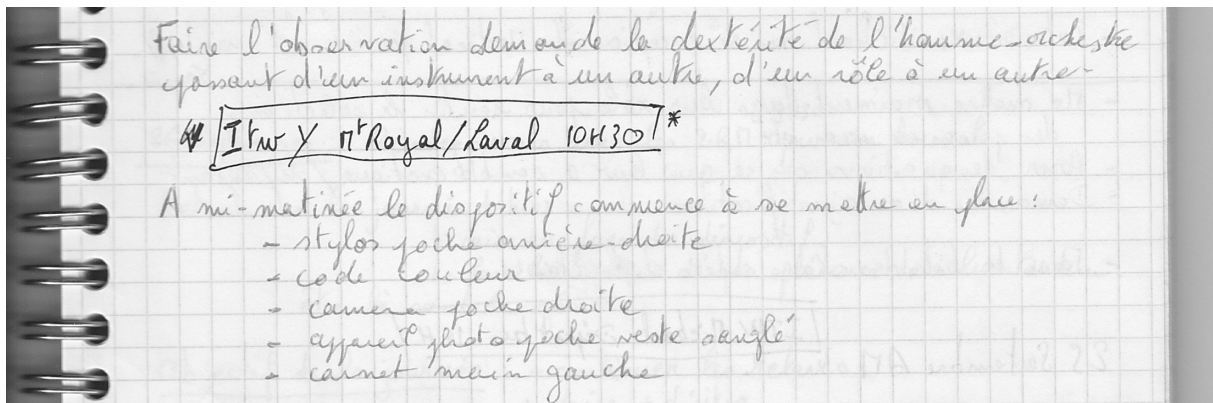 Faire l'observation demande la dextérité de l'homme-orchestre
passant d'un instrument à un autre, d'un rôle à un autre.
Itw Y Mt Royal/Laval 10H30 *
A mi-matinée le dispositif commence à se mettre en place :
- stylos poche arrière-droite
- code couleur
- camera poche droite
- appareil photo poche veste sanglé
- carnet main gauche